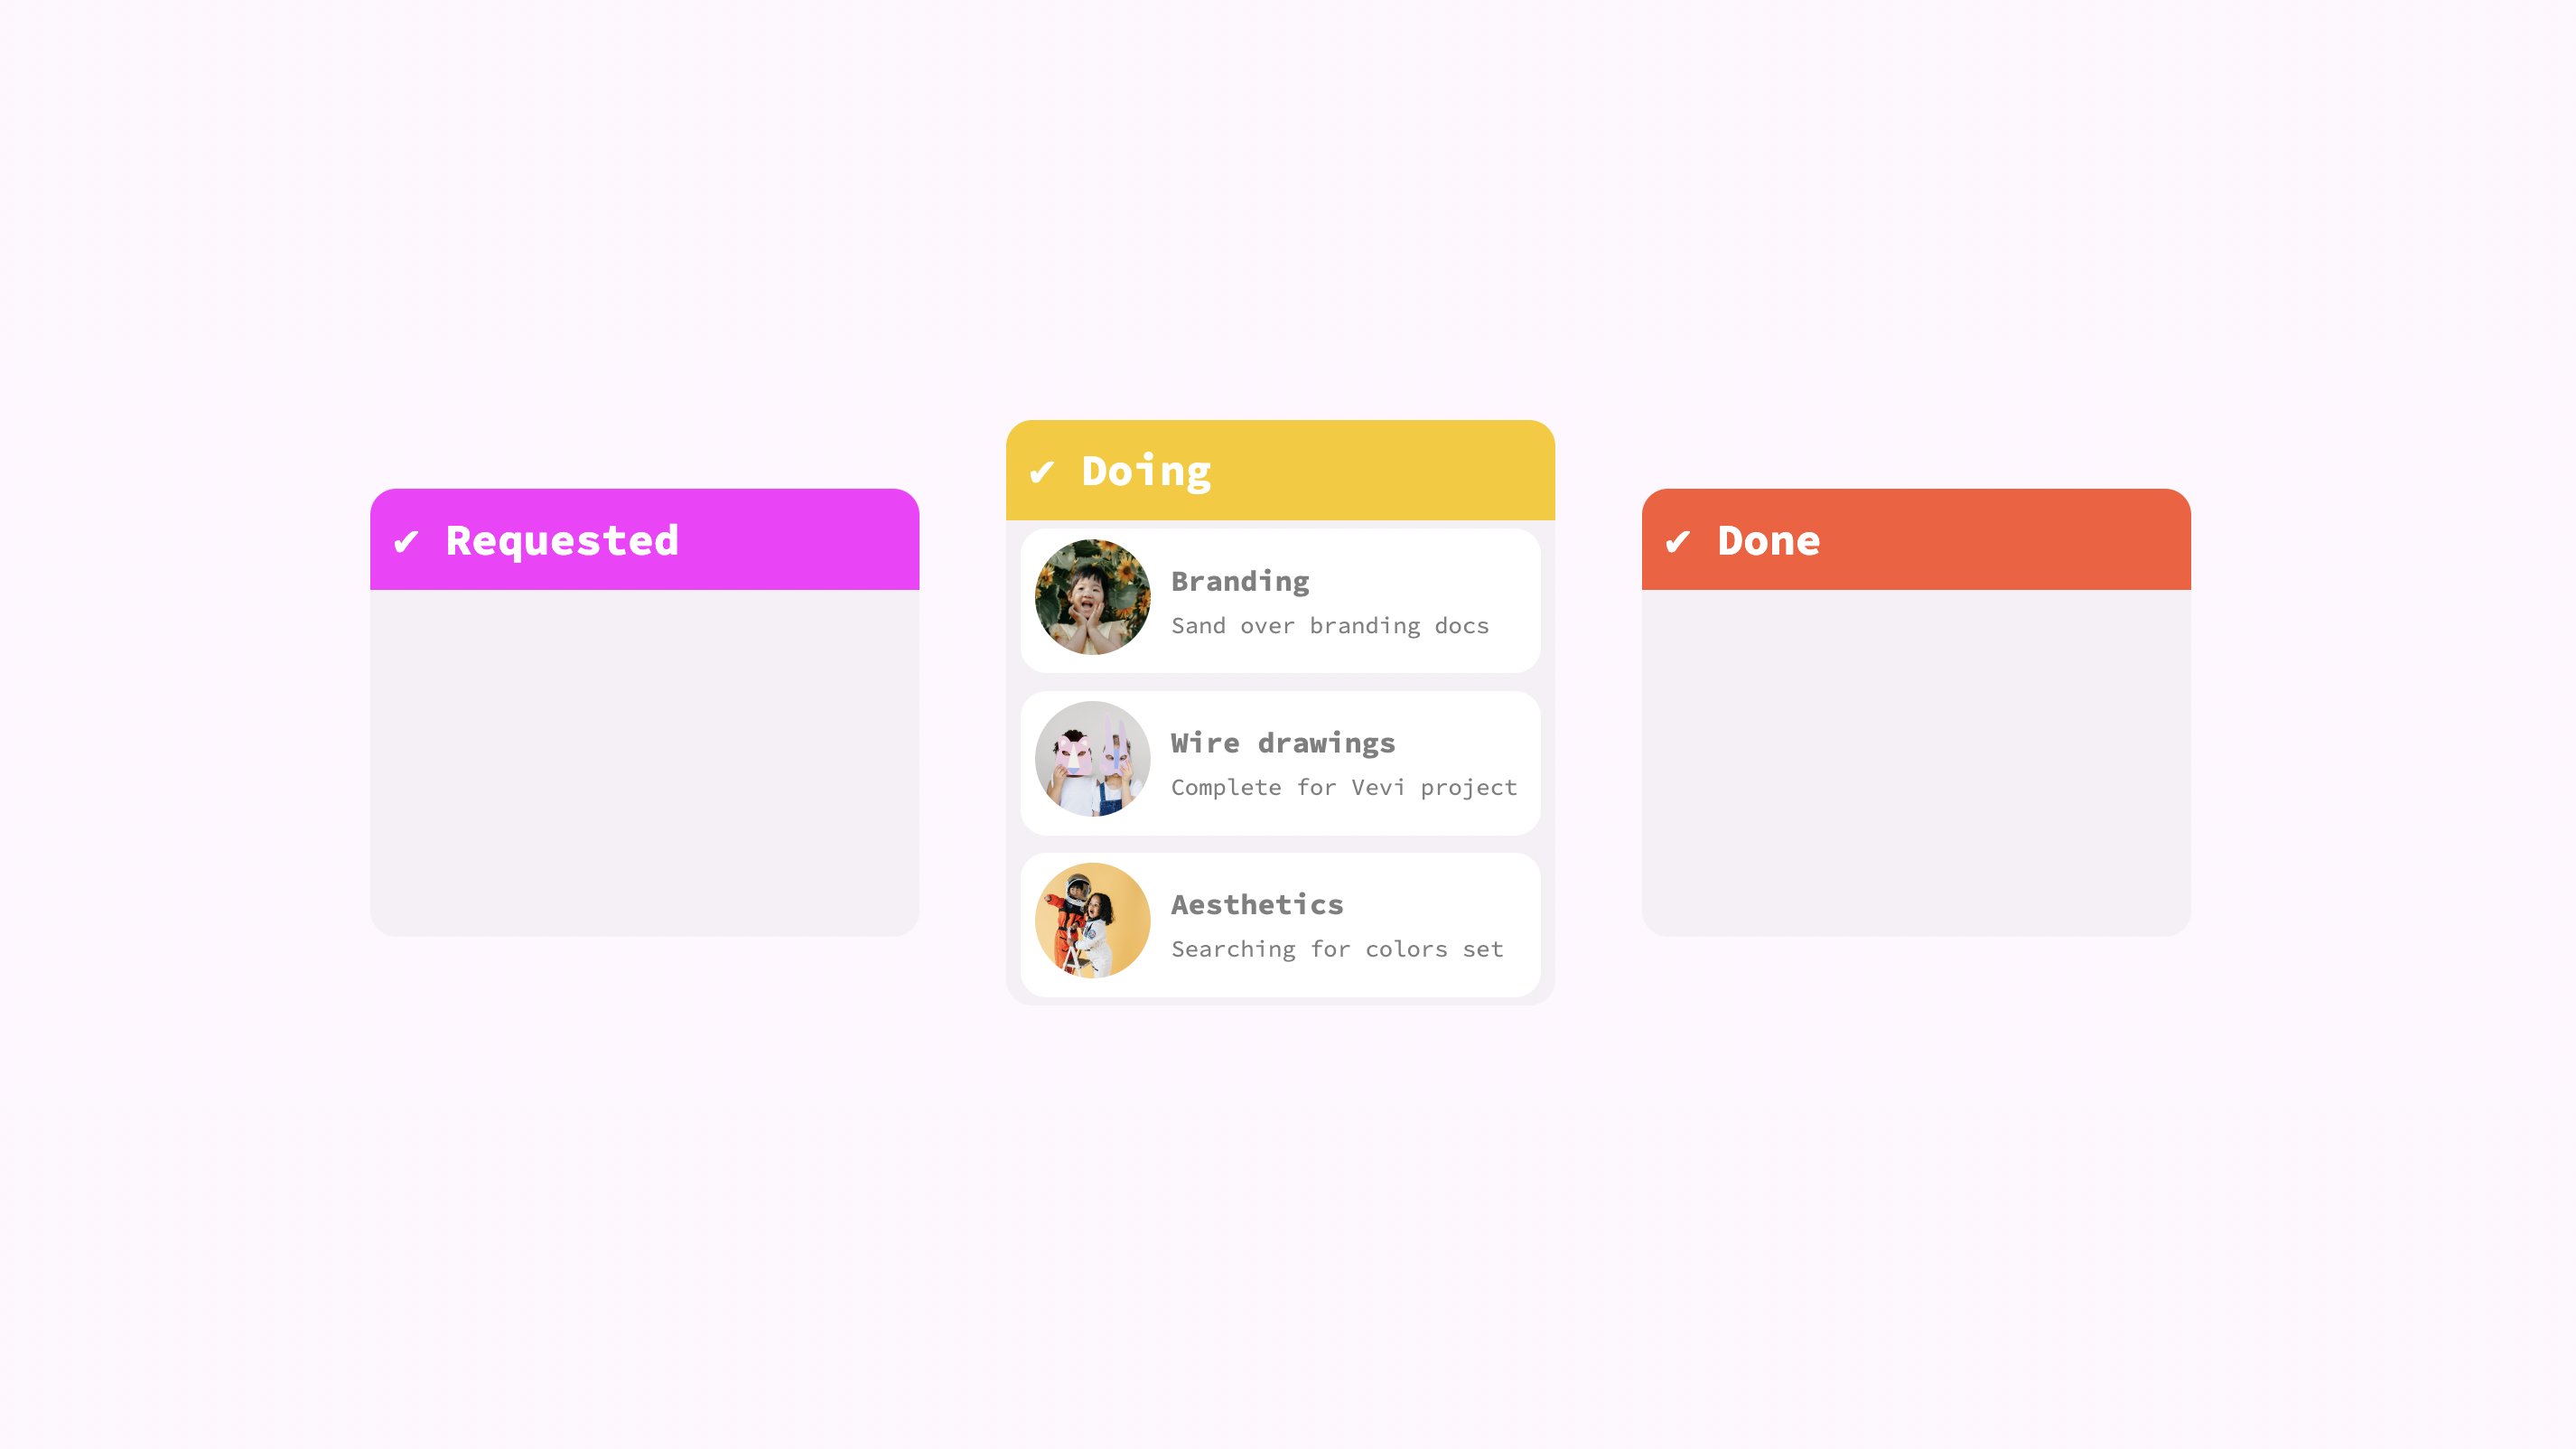 ✔ Requested
✔ Doing
Branding
Sand over branding docs
Wire drawings
Complete for Vevi project
Aesthetics
Searching for colors set
✔ Done